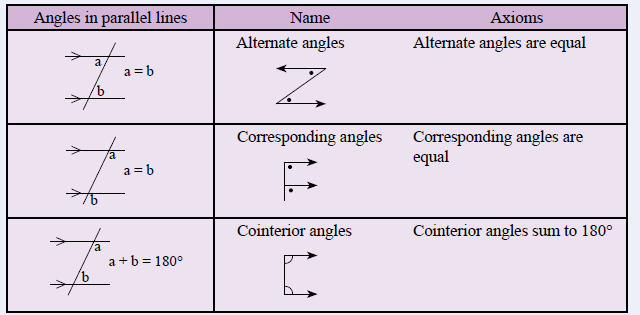 Angles in parallel lines Name Axioms
a
b
a = b
Alternate angles
Alternate angles are equal
a
b
a = b
Corresponding angles
Corresponding angles are
equal
a
b
a + b = 180°
Cointerior angles
Cointerior angles sum to 180°